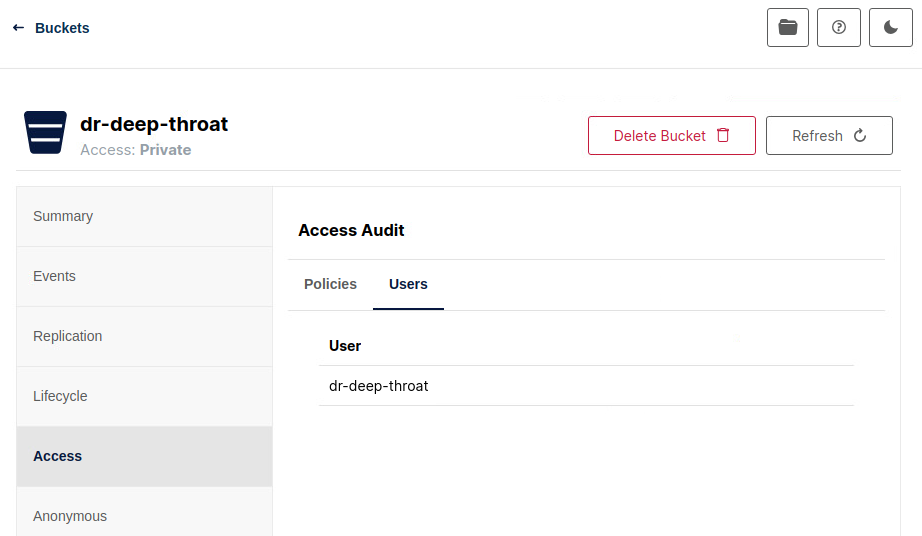 Buckets
dr-deep-throat
Access: Private
Delete Bucket
Refresh
Summary
Events
Replication
Lifecycle
Access
Anonymous
Access Audit
Policies Users
User
dr-deep-throat